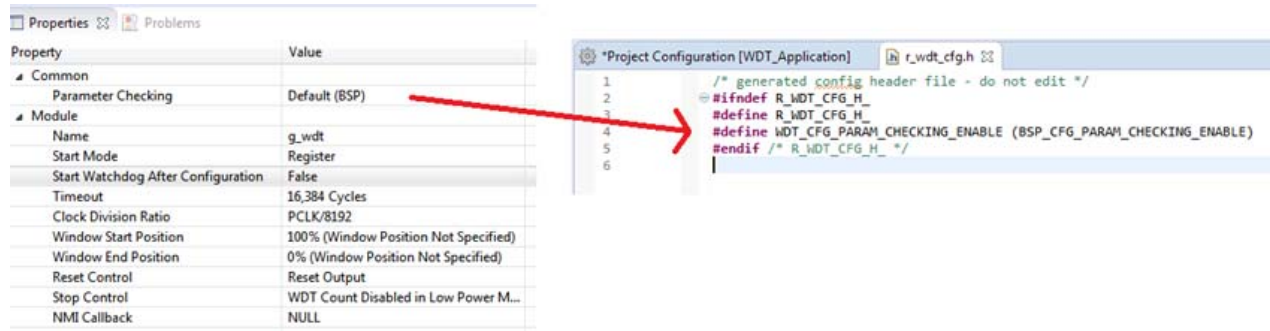 Properties Problems
Property Value
Common
Parameter Checking Default (BSP)
Module
Name g_wdt
Start Mode Register
Start Watchdog After Configuration False
Timeout 16,384 Cycles
Clock Division Ratio PCLK/8192
Window Start Position 100% (Window Position Not Specified)
Window End Position 0% (Window Position Not Specified)
Reset Control Reset Output
Stop Control WDT Count Disabled in Low Power M...
NMI Callback NULL
*Project Configuration [WDT_Application] r_wdt_cfg.h
1 /* generated config header file - do not edit */
2 #ifndef R_WDT_CFG_H_
3 #define R_WDT_CFG_H_
4 #define WDT_CFG_PARAM_CHECKING_ENABLE (BSP_CFG_PARAM_CHECKING_ENABLE)
5 #endif /* R_WDT_CFG_H_ */
6